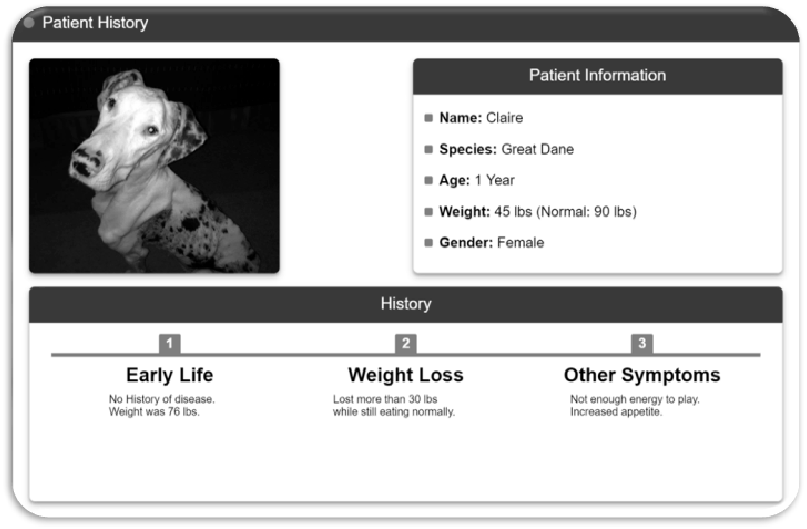 Patient History
Patient Information
Name: Claire
Species: Great Dane
Age: 1 Year
Weight: 45 lbs (Normal: 90 lbs)
Gender: Female
History
1
Early Life
No History of disease.
Weight was 76 lbs.
2
Weight Loss
Lost more than 30 lbs
while still eating normally.
3
Other Symptoms
Not enough energy to play.
Increased appetite.